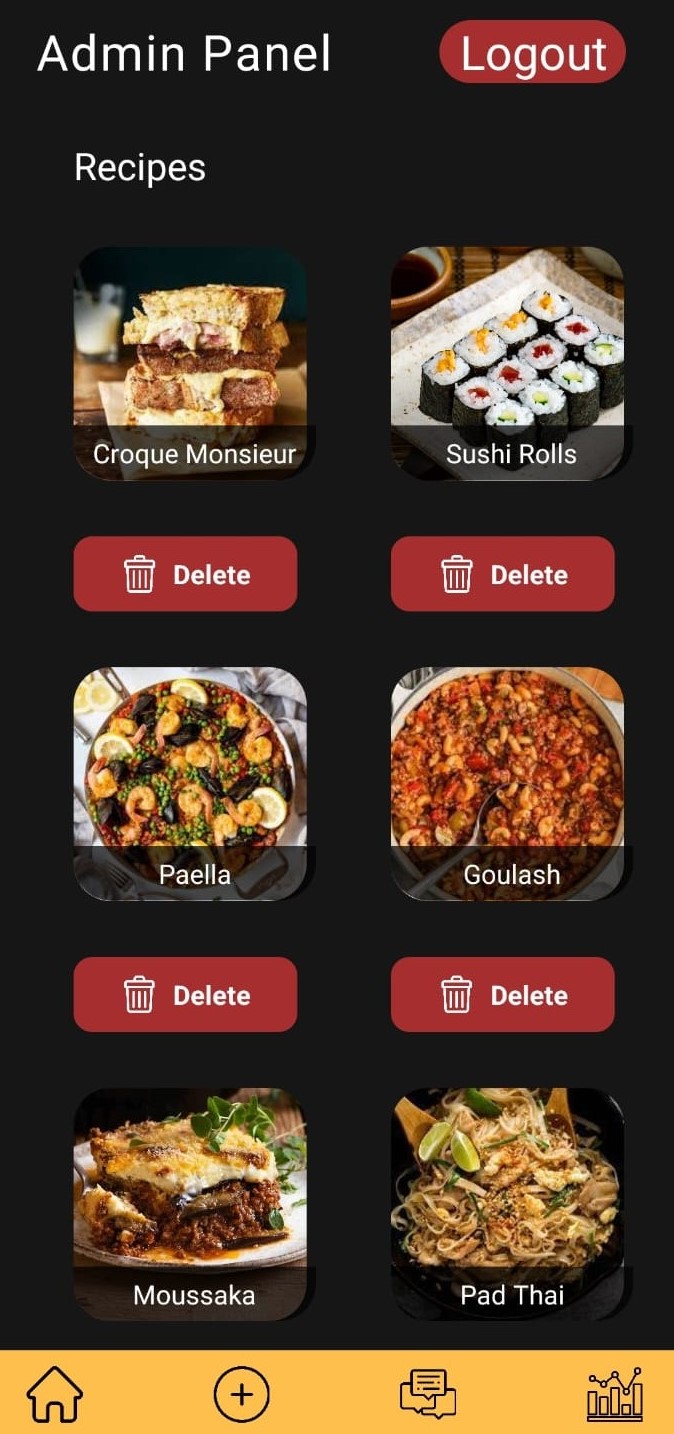 Admin Panel
Logout
Recipes
Croque Monsieur
Sushi Rolls
Delete
Delete
Paella
Goulash
Delete
Delete
Moussaka
Pad Thai